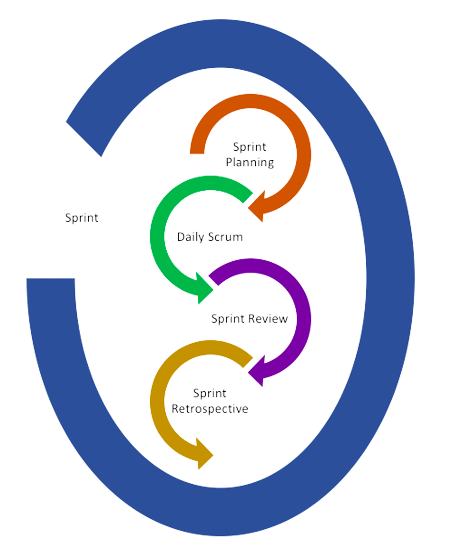 Sprint
Planning
Sprint
Daily Scrum
Sprint Review
Sprint
Retrospective